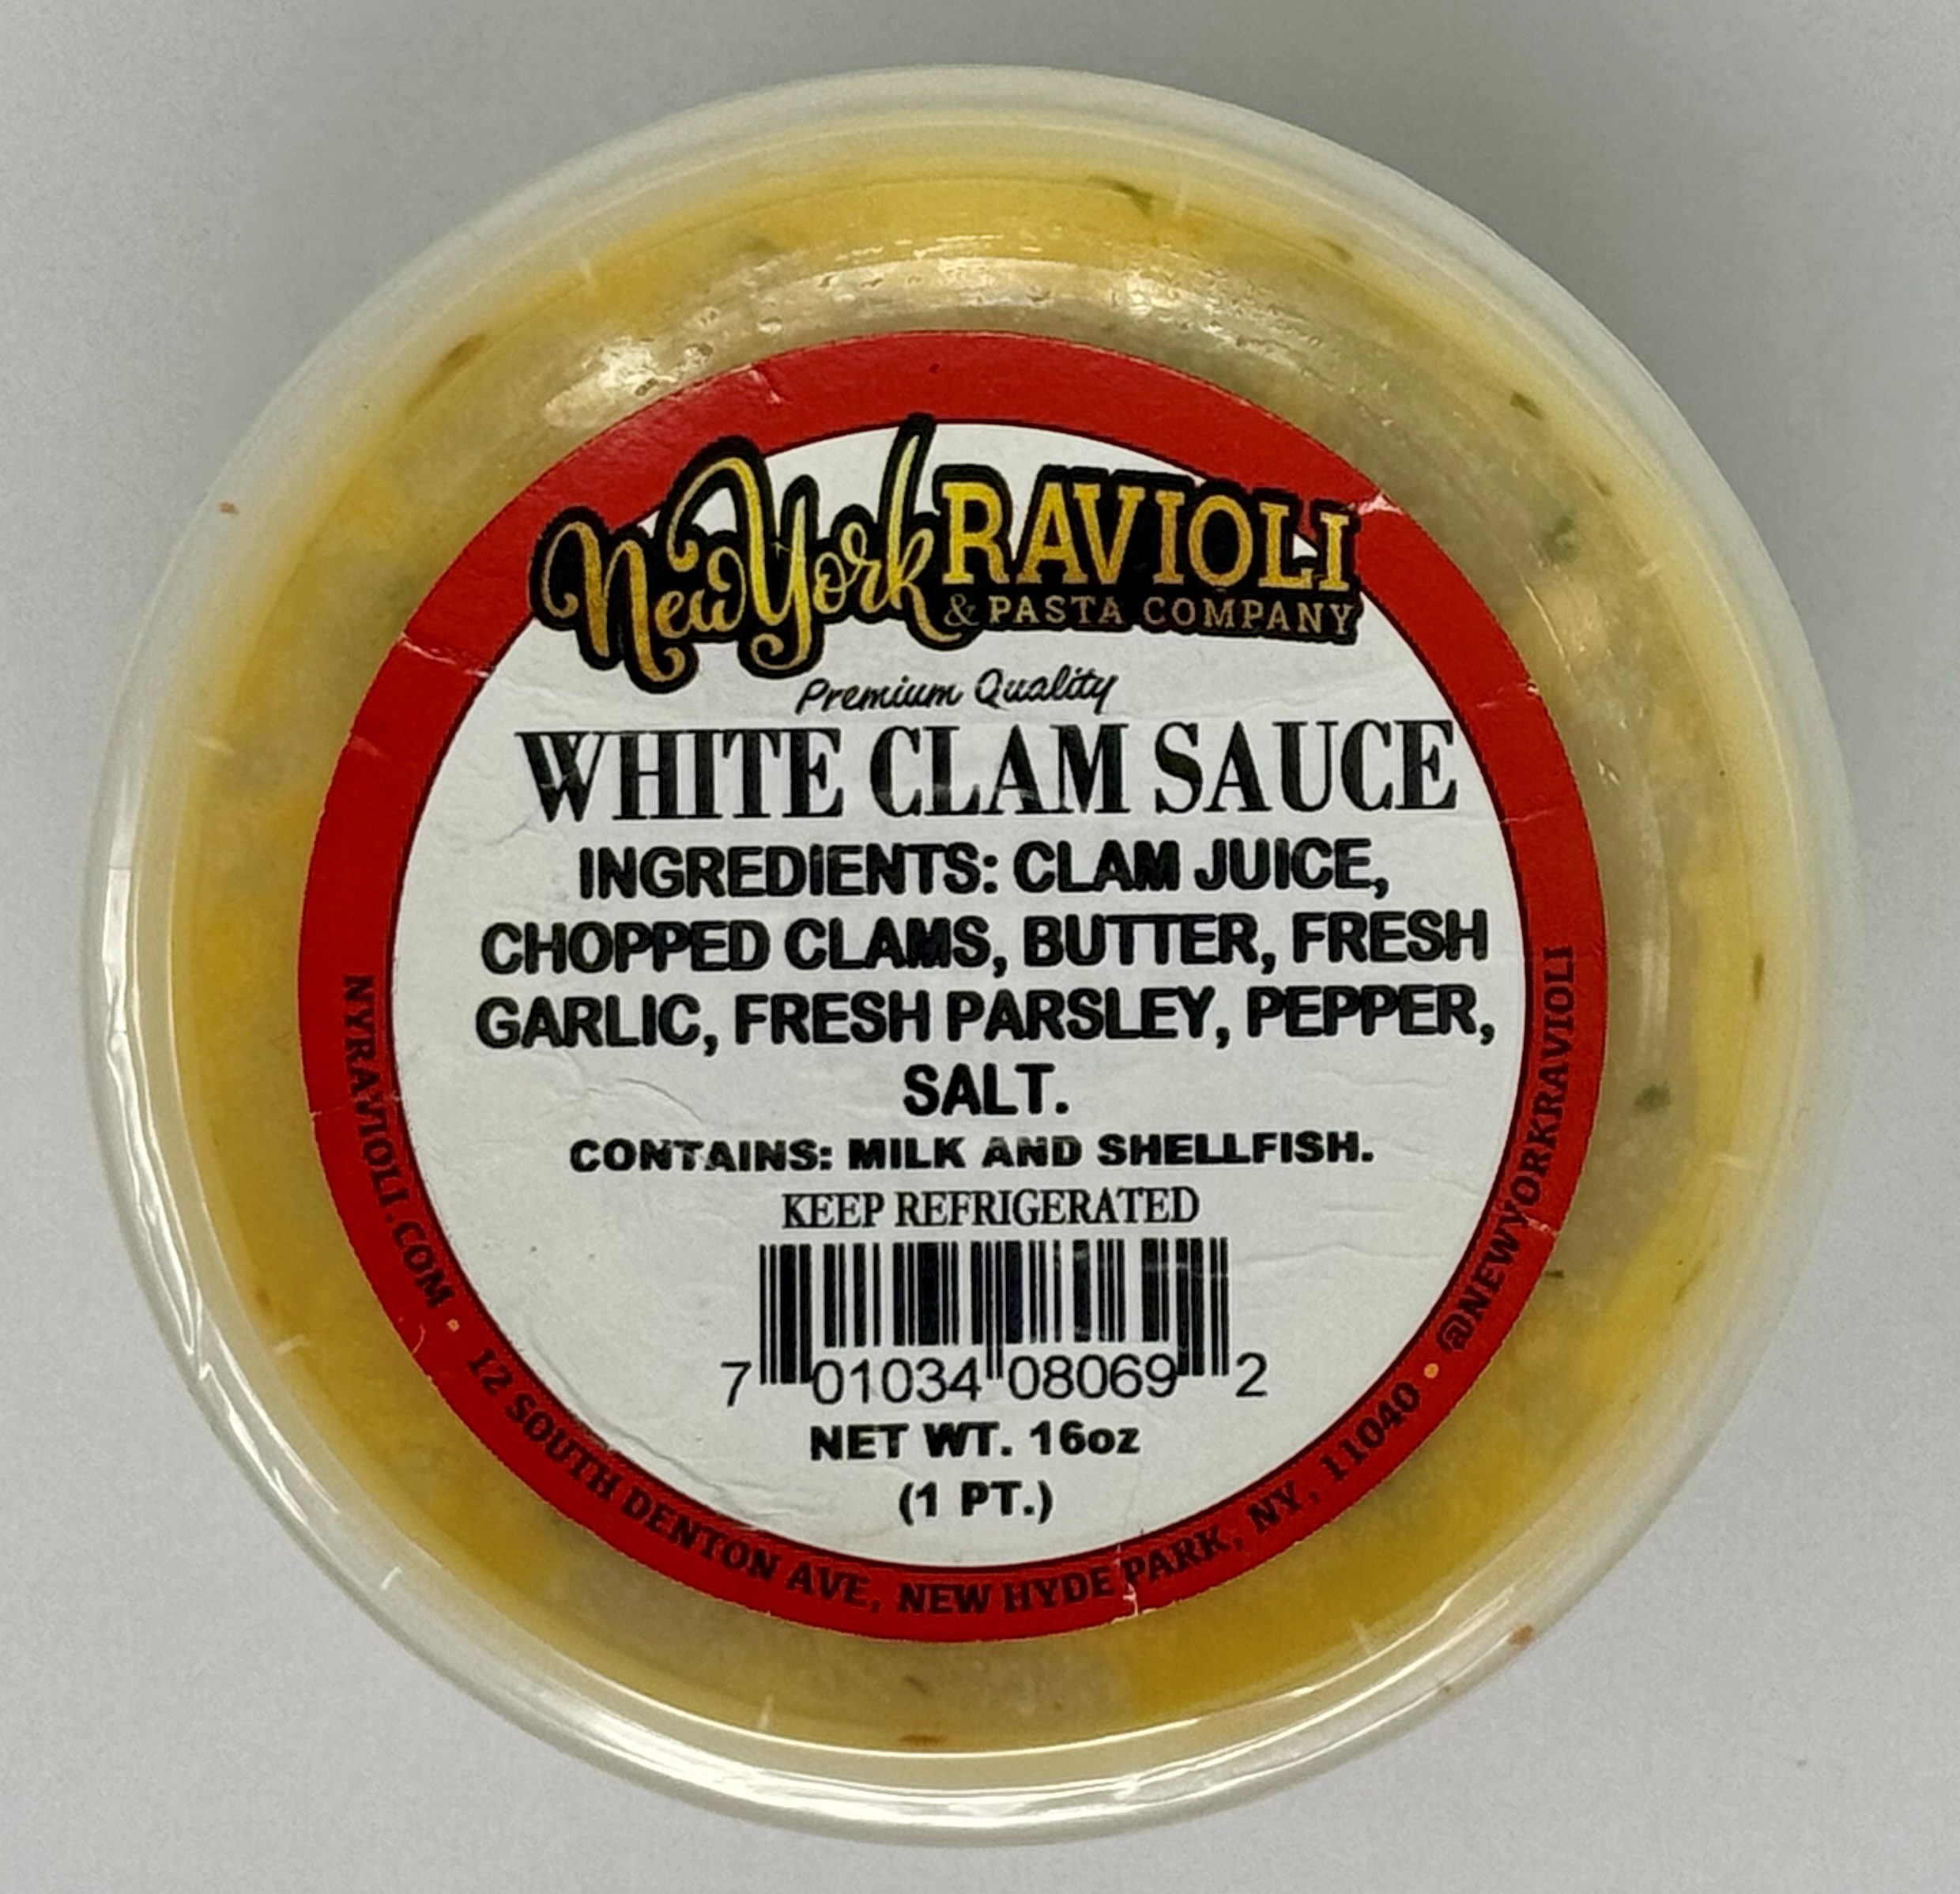 New York RAVIOLI
& PASTA COMPANY
Premium Quality
WHITE CLAM SAUCE
INGREDIENTS: CLAM JUICE,
CHOPPED CLAMS, BUTTER, FRESH
GARLIC, FRESH PARSLEY, PEPPER,
SALT.
CONTAINS: MILK AND SHELLFISH.
KEEP REFRIGERATED
7 01034 08069 2
NET WT. 16oz
(1 PT.)
NYRAVIOLI.COM • 12 SOUTH DENTON AVE, NEW HYDE PARK, NY, 11040 • @NEWYORKRAVIOLI